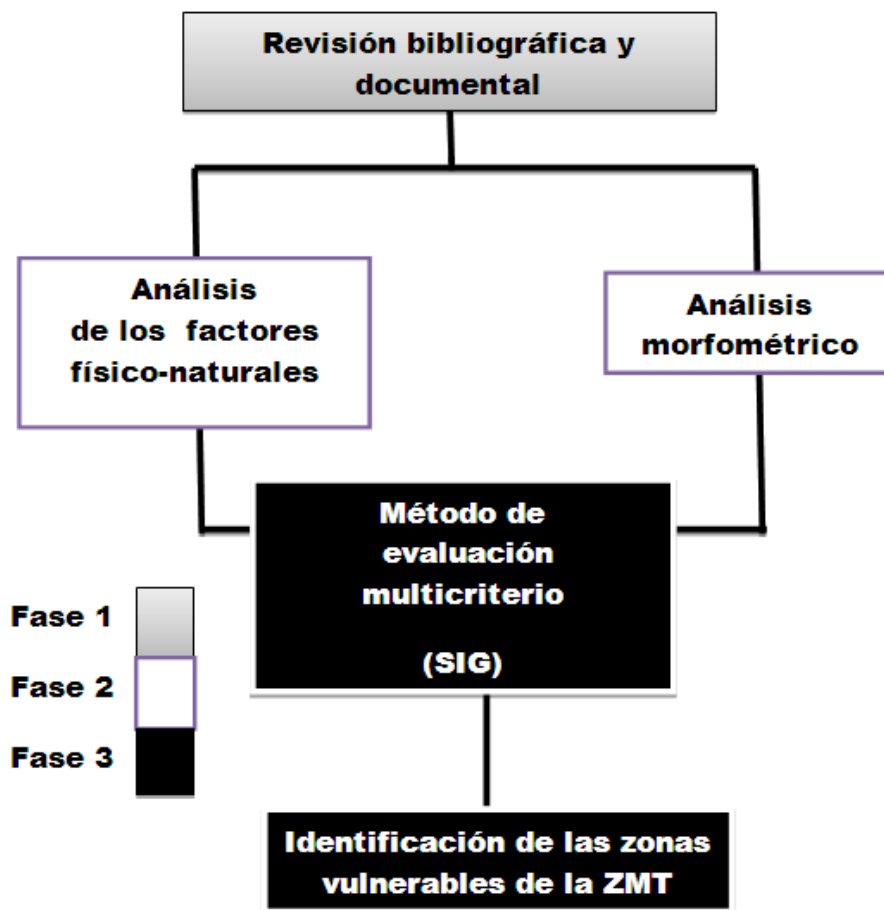 Revisión bibliográfica y
documental
Análisis
de los factores
físico-naturales
Análisis
morfométrico
Método de
evaluación
multicriterio
(SIG)
Fase 1
Fase 2
Fase 3
Identificación de las zonas
vulnerables de la ZMT